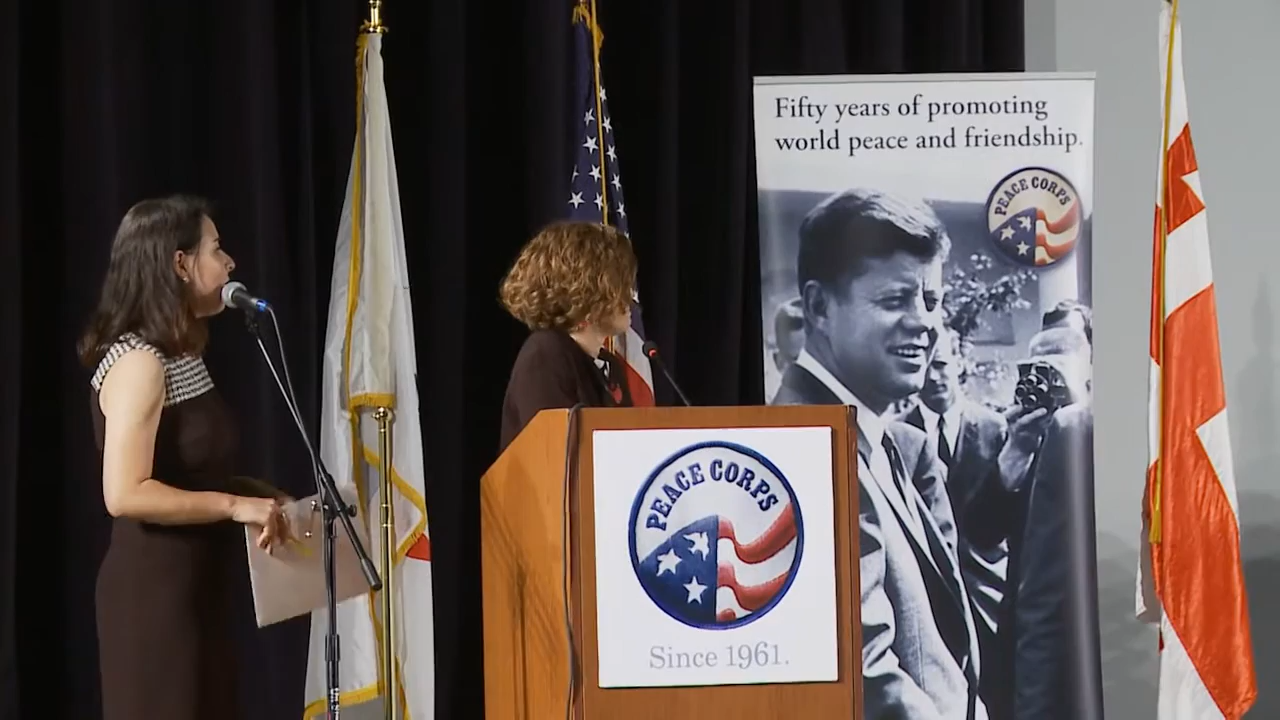 Fifty years of promoting
world peace and friendship.
PEACE CORPS
PEACE CORPS
Since 1961.